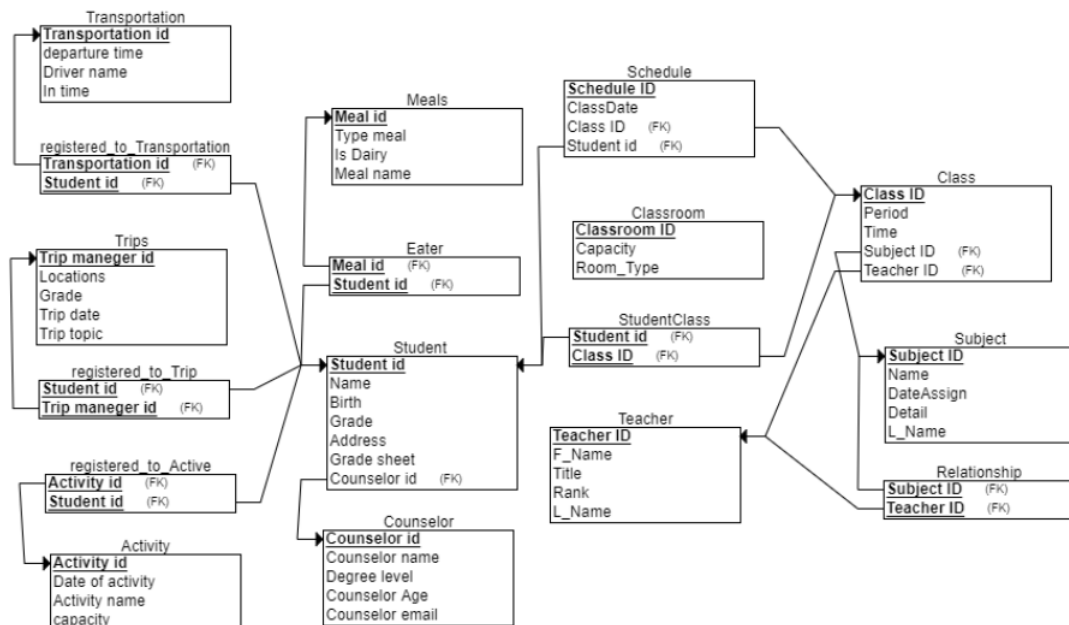 Transportation
Transportation id
departure time
Driver name
In time
registered_to_Transportation
Transportation id (FK)
Student id (FK)
Trips
Trip maneger id
Locations
Grade
Trip date
Trip topic
registered_to_Trip
Student id (FK)
Trip maneger id (FK)
registered_to_Active
Activity id (FK)
Student id (FK)
Activity
Activity id
Date of activity
Activity name
capacity
Meals
Meal id
Type meal
Is Dairy
Meal name
Eater
Meal id (FK)
Student id (FK)
Student
Student id
Name
Birth
Grade
Address
Grade sheet
Counselor id (FK)
Counselor
Counselor id
Counselor name
Degree level
Counselor Age
Counselor email
Schedule
Schedule ID
ClassDate
Class ID (FK)
Student id (FK)
Classroom
Classroom ID
Capacity
Room_Type
StudentClass
Student id (FK)
Class ID (FK)
Teacher
Teacher ID
F_Name
Title
Rank
L_Name
Class
Class ID
Period
Time
Subject ID (FK)
Teacher ID (FK)
Subject
Subject ID
Name
DateAssign
Detail
L_Name
Relationship
Subject ID (FK)
Teacher ID (FK)